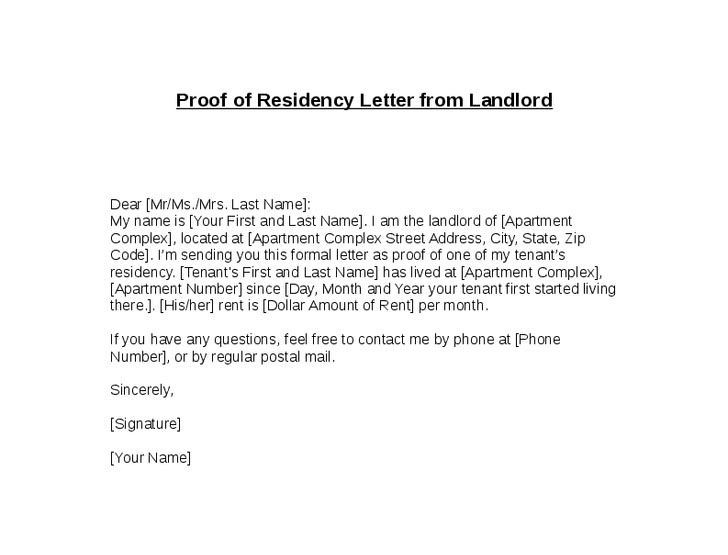 Proof of Residency Letter from Landlord
Dear [Mr/Ms./Mrs. Last Name]:
My name is [Your First and Last Name]. I am the landlord of [Apartment
Complex], located at [Apartment Complex Street Address, City, State, Zip
Code]. I'm sending you this formal letter as proof of one of my tenant's
residency. [Tenant's First and Last Name] has lived at [Apartment Complex],
[Apartment Number] since [Day, Month and Year your tenant first started living
there.]. [His/her] rent is [Dollar Amount of Rent] per month.
If you have any questions, feel free to contact me by phone at [Phone
Number], or by regular postal mail.
Sincerely,
[Signature]
[Your Name]